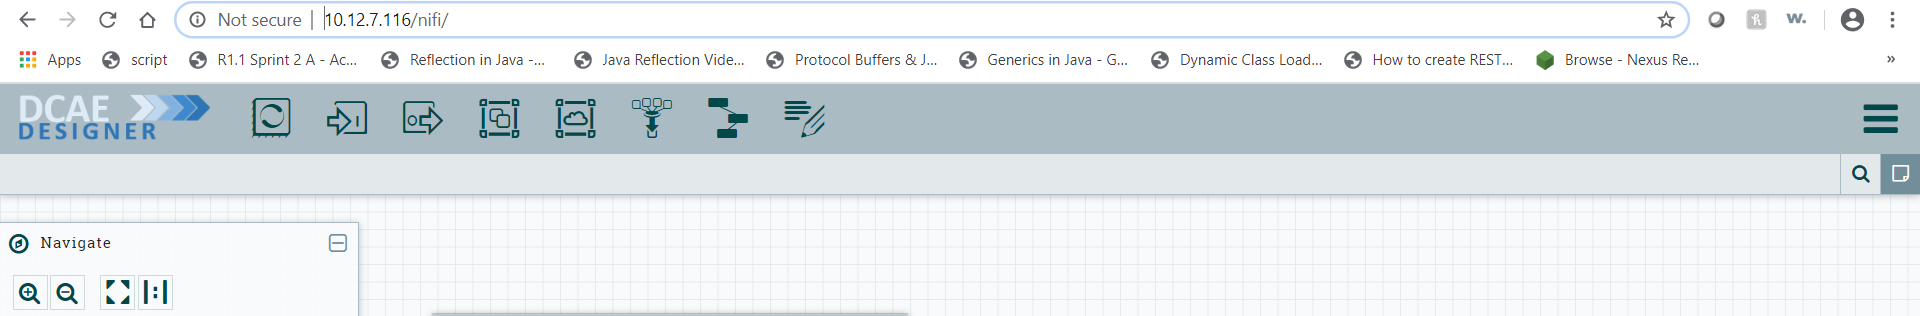 Not secure | 10.12.7.116/nifi/
Apps script R1.1 Sprint 2 A - Ac... Reflection in Java -... Java Reflection Vide... Protocol Buffers & J... Generics in Java - G... Dynamic Class Load... How to create REST... Browse - Nexus Re... »
DCAE
DESIGNER
Navigate